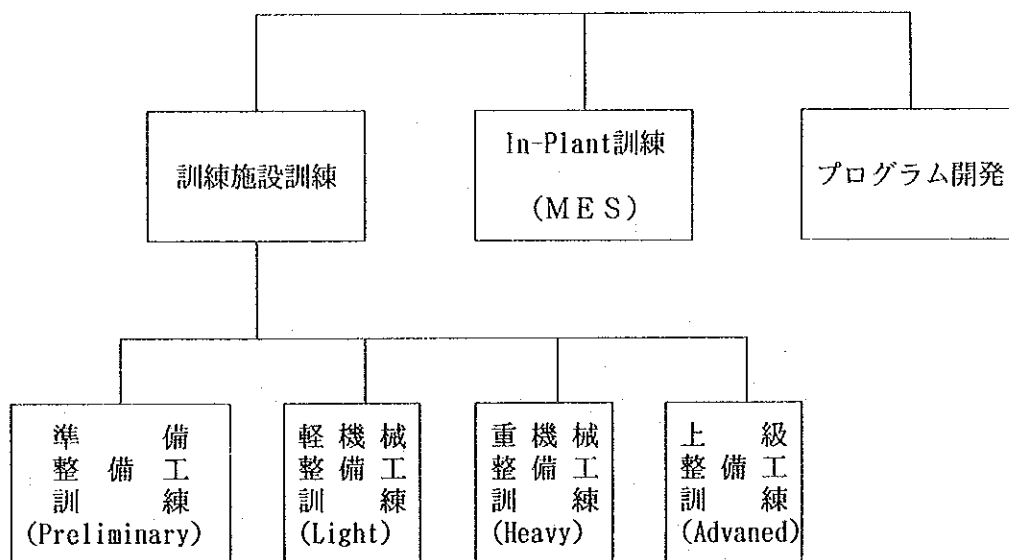 訓練施設訓練
In-Plant訓練
(MES)
プログラム開発
準備
整備工
訓練
(Preliminary)
軽機械
整備工
訓練
(Light)
重機械
整備工
訓練
(Heavy)
上級
整備工
訓練
(Advaned)